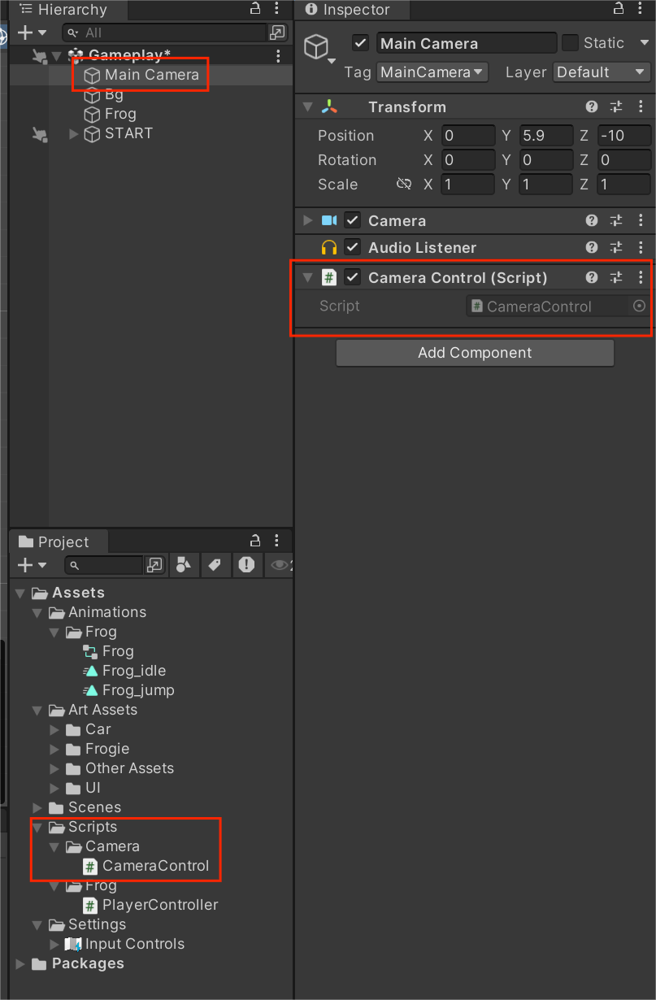 Hierarchy
All
Gameplay*
Main Camera
Bg
Frog
START
Inspector
Main Camera
Static
Tag MainCamera Layer Default
Transform
Position X 0 Y 5.9 Z -10
Rotation X 0 Y 0 Z 0
Scale X 1 Y 1 Z 1
Camera
Audio Listener
# Camera Control (Script)
Script # CameraControl
Add Component
Project
Assets
Animations
Frog
Frog
Frog_idle
Frog_jump
Art Assets
Car
Frogie
Other Assets
UI
Scenes
Scripts
Camera
# CameraControl
Frog
# PlayerController
Settings
Input Controls
Packages